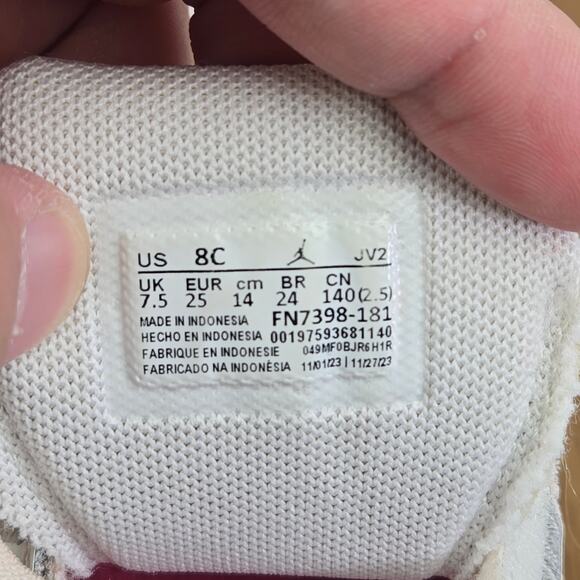 US 8C JV2
UK EUR cm BR CN
7.5 25 14 24 140(2.5)
MADE IN INDONESIA FN7398-181
HECHO EN INDONESIA 00197593681140
FABRIQUE EN INDONESIE 049MF0BJR6H1R
FABRICADO NA INDONÉSIA 11/01/23 | 11/27/23